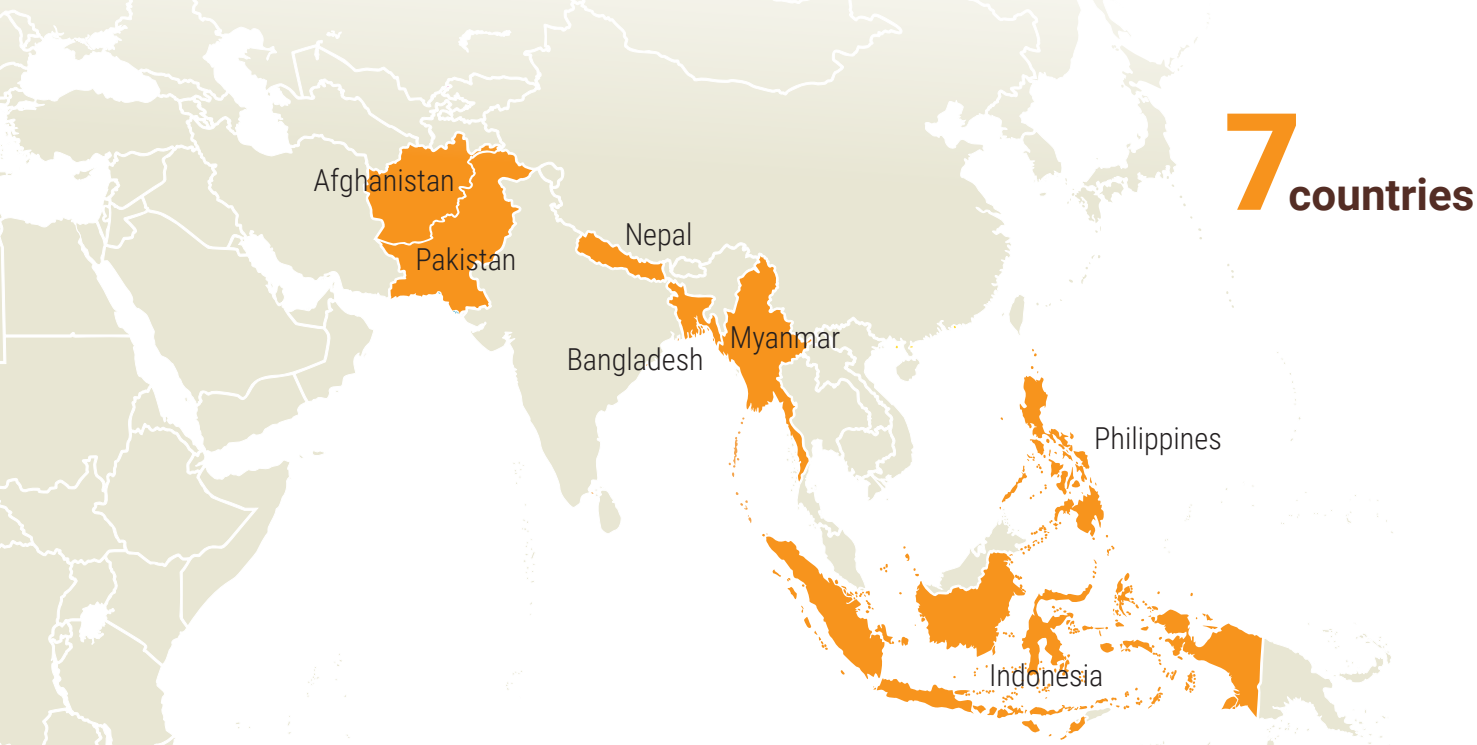 7 countries
Afghanistan
Nepal
Pakistan
Myanmar
Bangladesh
Philippines
Indonesia